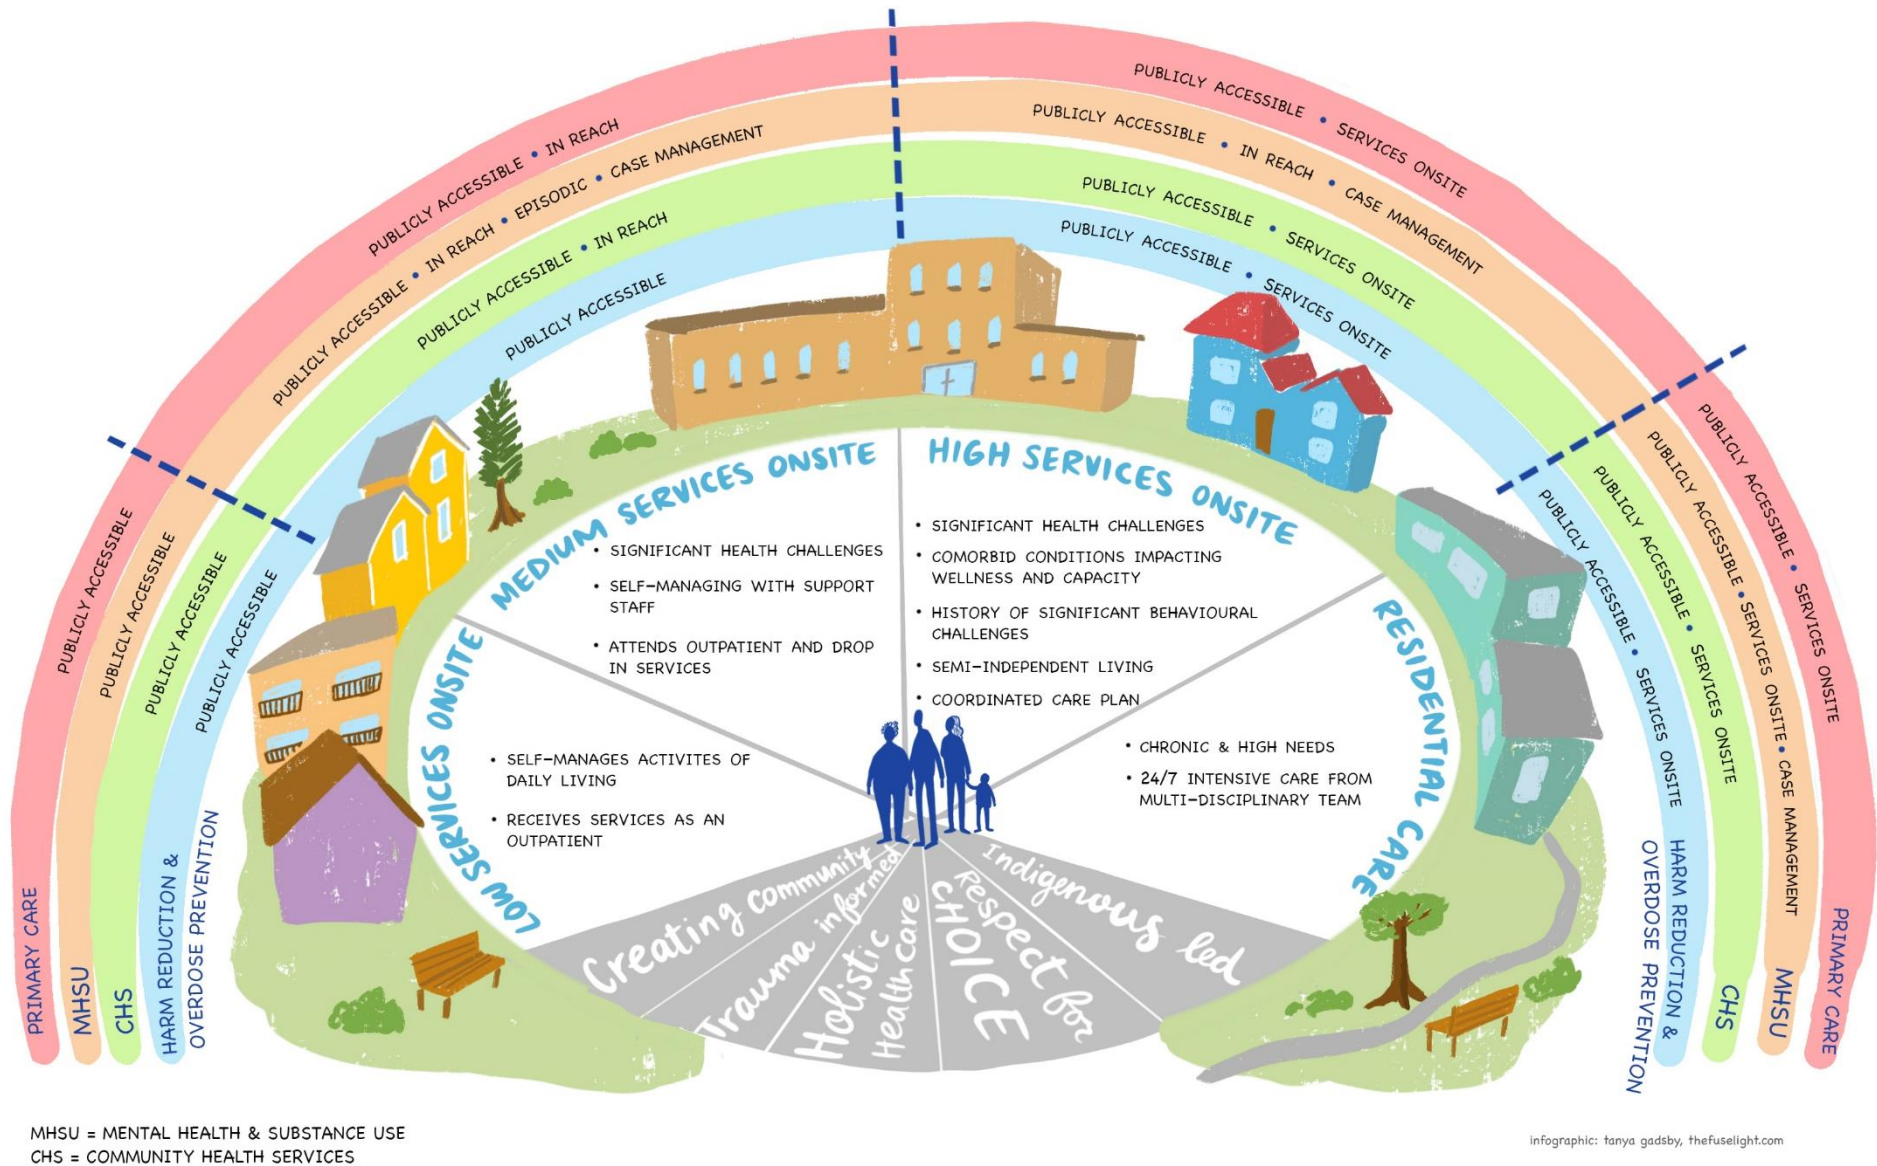 PUBLICLY ACCESSIBLE
PUBLICLY ACCESSIBLE
PUBLICLY ACCESSIBLE
PUBLICLY ACCESSIBLE
PUBLICLY ACCESSIBLE • IN REACH
PUBLICLY ACCESSIBLE • IN REACH • EPISODIC • CASE MANAGEMENT
PUBLICLY ACCESSIBLE • IN REACH
PUBLICLY ACCESSIBLE
PUBLICLY ACCESSIBLE • SERVICES ONSITE
PUBLICLY ACCESSIBLE • IN REACH • CASE MANAGEMENT
PUBLICLY ACCESSIBLE • SERVICES ONSITE
PUBLICLY ACCESSIBLE • SERVICES ONSITE
PUBLICLY ACCESSIBLE • SERVICES ONSITE
PUBLICLY ACCESSIBLE • SERVICES ONSITE • CASE MANAGEMENT
PUBLICLY ACCESSIBLE • SERVICES ONSITE
PUBLICLY ACCESSIBLE • SERVICES ONSITE
PRIMARY CARE
MHSU
CHS
HARM REDUCTION &
OVERDOSE PREVENTION
LOW SERVICES ONSITE
• SELF-MANAGES ACTIVITES OF
DAILY LIVING
• RECEIVES SERVICES AS AN
OUTPATIENT
MEDIUM SERVICES ONSITE
• SIGNIFICANT HEALTH CHALLENGES
• SELF-MANAGING WITH SUPPORT
STAFF
• ATTENDS OUTPATIENT AND DROP
IN SERVICES
HIGH SERVICES ONSITE
• SIGNIFICANT HEALTH CHALLENGES
• COMORBID CONDITIONS IMPACTING
WELLNESS AND CAPACITY
• HISTORY OF SIGNIFICANT BEHAVIOURAL
CHALLENGES
• SEMI-INDEPENDENT LIVING
• COORDINATED CARE PLAN
RESIDENTIAL CARE
• CHRONIC & HIGH NEEDS
• 24/7 INTENSIVE CARE FROM
MULTI-DISCIPLINARY TEAM
Creating community
Trauma informed
Holistic
Healthcare
Respect for
CHOICE
Indigenous led
HARM REDUCTION &
OVERDOSE PREVENTION
CHS
MHSU
PRIMARY CARE
MHSU = MENTAL HEALTH & SUBSTANCE USE
CHS = COMMUNITY HEALTH SERVICES
infographic: tanya gadsby, thefuselight.com